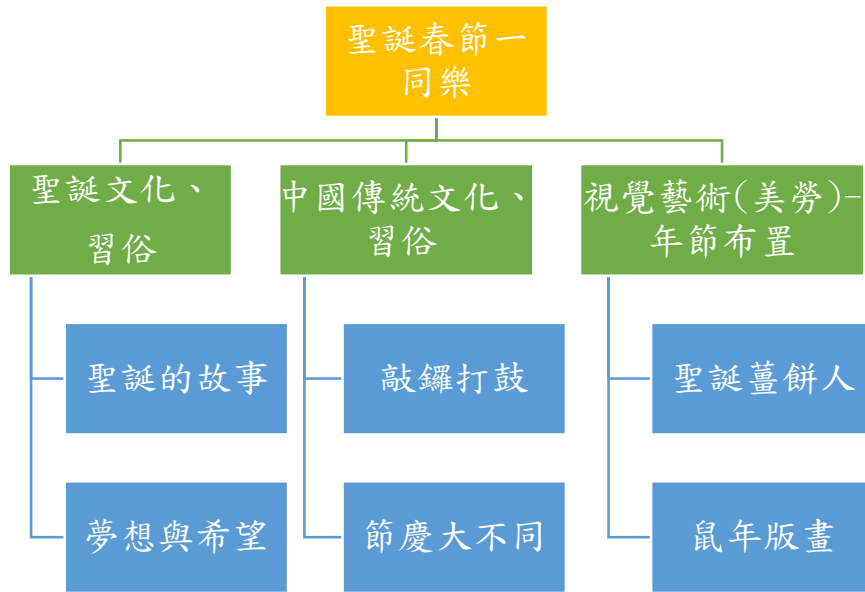 聖誕春節一
同樂
聖誕文化、
習俗
中國傳統文化、
習俗
視覺藝術(美勞)-
年節布置
聖誕的故事
敲鑼打鼓
聖誕薑餅人
夢想與希望
節慶大不同
鼠年版畫